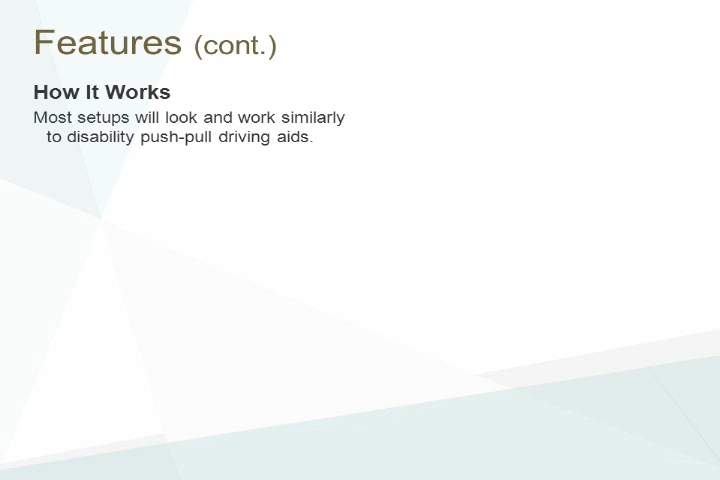 Features (cont.)
How It Works
Most setups will look and work similarly
to disability push-pull driving aids.